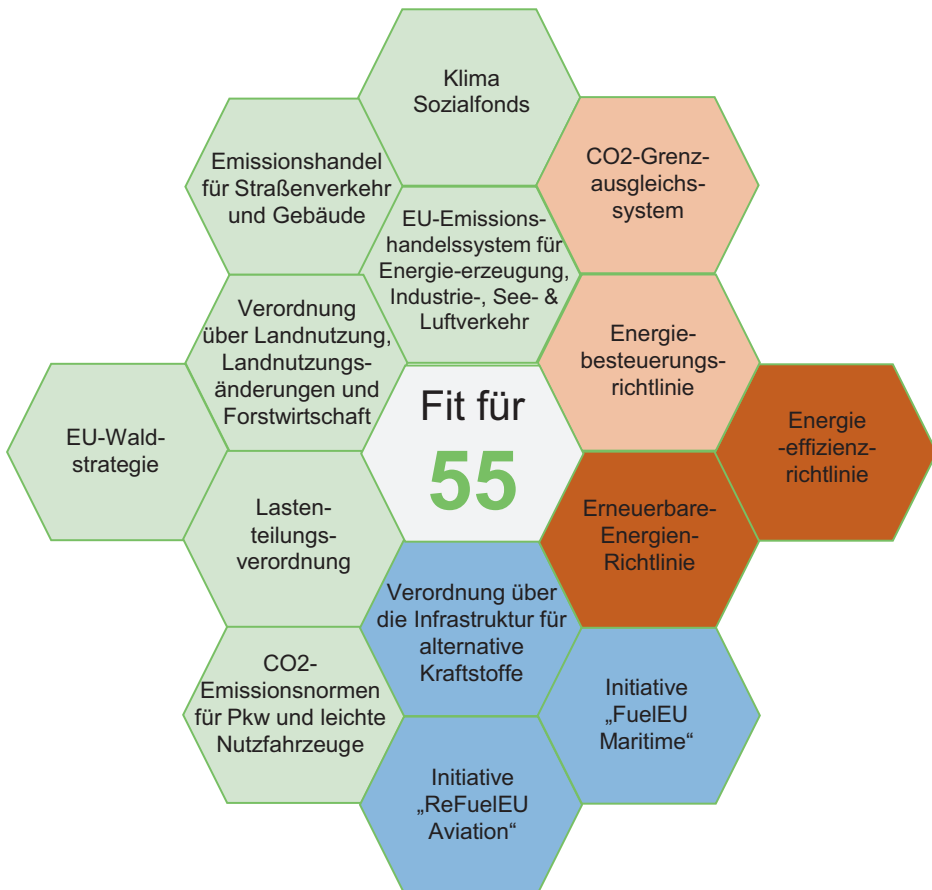 Klima
Sozialfonds
Emissionshandel
für Straßenverkehr
und Gebäude
CO2-Grenz-
ausgleichs-
system
EU-Emissions-
handelssystem für
Energie-erzeugung,
Industrie-, See- &
Luftverkehr
Verordnung
über Landnutzung,
Landnutzungs-
änderungen und
Forstwirtschaft
Energie-
besteuerungs-
richtlinie
EU-Wald-
strategie
Fit für
55
Energie
-effizienz-
richtlinie
Lasten-
teilungs-
verordnung
Erneuerbare-
Energien-
Richtlinie
Verordnung über
die Infrastruktur für
alternative
Kraftstoffe
CO2-
Emissionsnormen
für Pkw und leichte
Nutzfahrzeuge
Initiative
„FuelEU
Maritime“
Initiative
„ReFuelEU
Aviation“